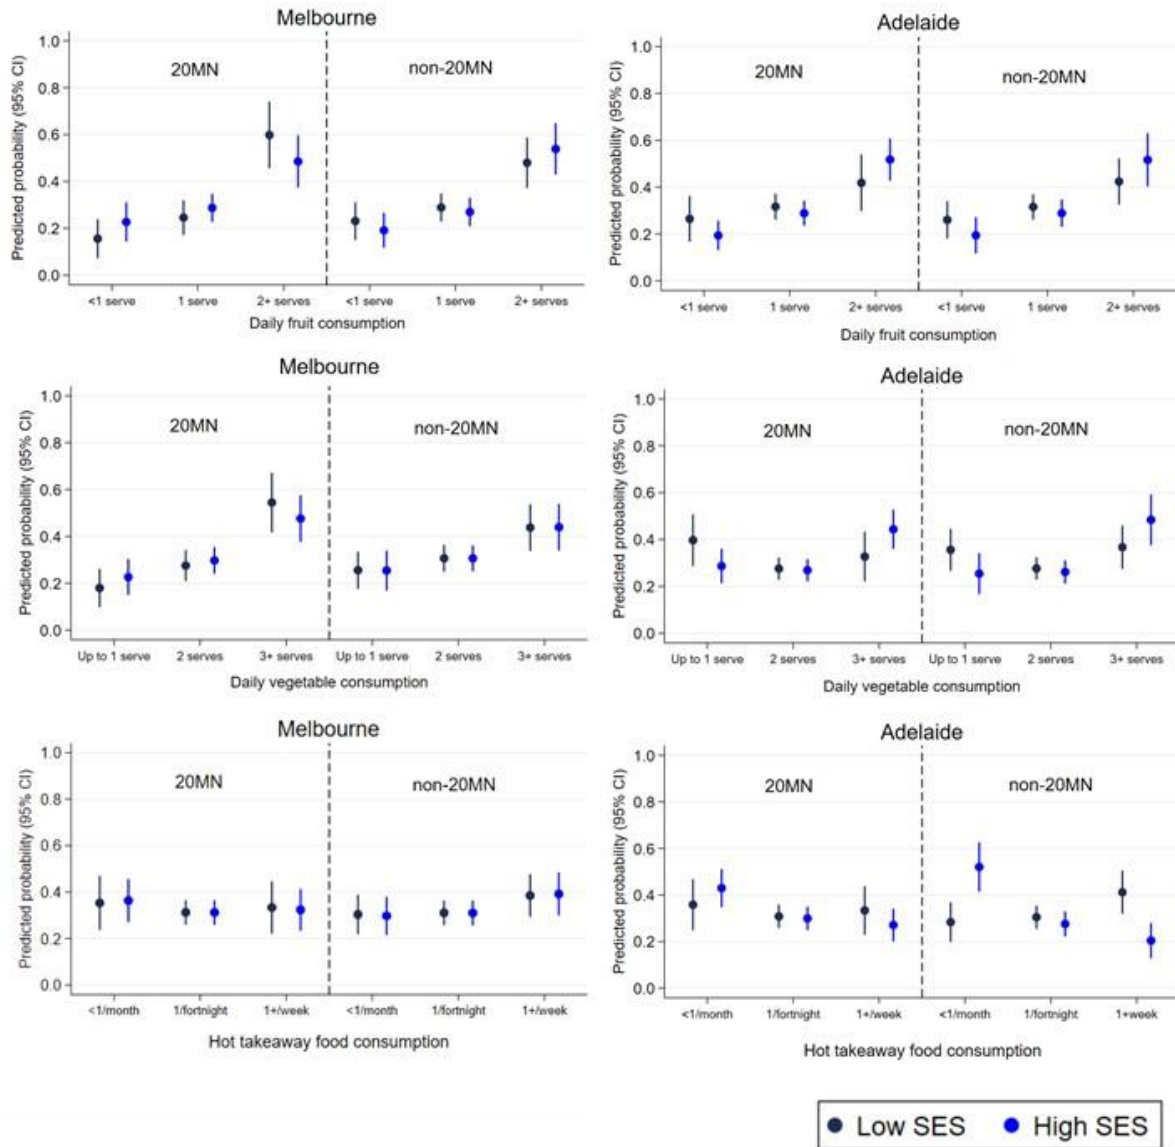 Melbourne
Predicted probability (95% CI)
1.0
0.8
0.6
0.4
0.2
0.0
20MN
non-20MN
<1 serve
1 serve
2+ serves
<1 serve
1 serve
2+ serves
Daily fruit consumption
Adelaide
Predicted probability (95% CI)
1.0
0.8
0.6
0.4
0.2
0.0
20MN
non-20MN
<1 serve
1 serve
2+ serves
<1 serve
1 serve
2+ serves
Daily fruit consumption
Melbourne
Predicted probability (95% CI)
1.0
0.8
0.6
0.4
0.2
0.0
20MN
non-20MN
Up to 1 serve
2 serves
3+ serves
Up to 1 serve
2 serves
3+ serves
Daily vegetable consumption
Adelaide
Predicted probability (95% CI)
1.0
0.8
0.6
0.4
0.2
0.0
20MN
non-20MN
Up to 1 serve
2 serves
3+ serves
Up to 1 serve
2 serves
3+ serves
Daily vegetable consumption
Melbourne
Predicted probability (95% CI)
1.0
0.8
0.6
0.4
0.2
0.0
20MN
non-20MN
<1/month
1/fortnight
1+/week
<1/month
1/fortnight
1+/week
Hot takeaway food consumption
Adelaide
Predicted probability (95% CI)
1.0
0.8
0.6
0.4
0.2
0.0
20MN
non-20MN
<1/month
1/fortnight
1+/week
<1/month
1/fortnight
1+week
Hot takeaway food consumption
Low SES
High SES